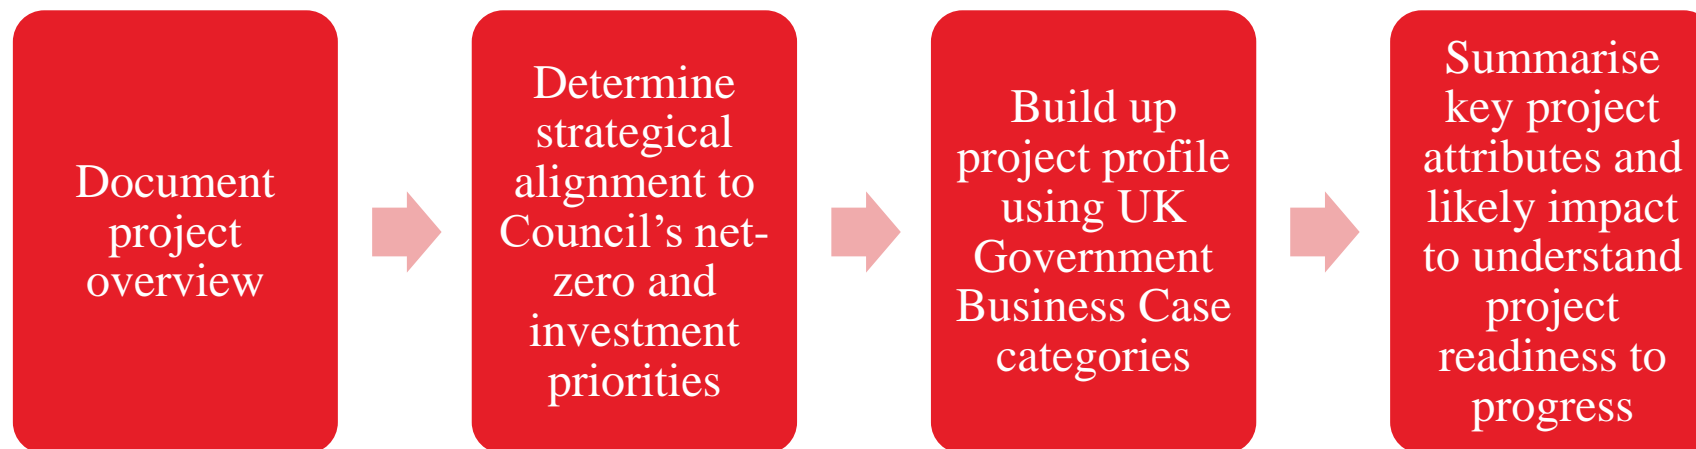 Document
project
overview
Determine
strategical
alignment to
Council’s net-
zero and
investment
priorities
Build up
project profile
using UK
Government
Business Case
categories
Summarise
key project
attributes and
likely impact
to understand
project
readiness to
progress